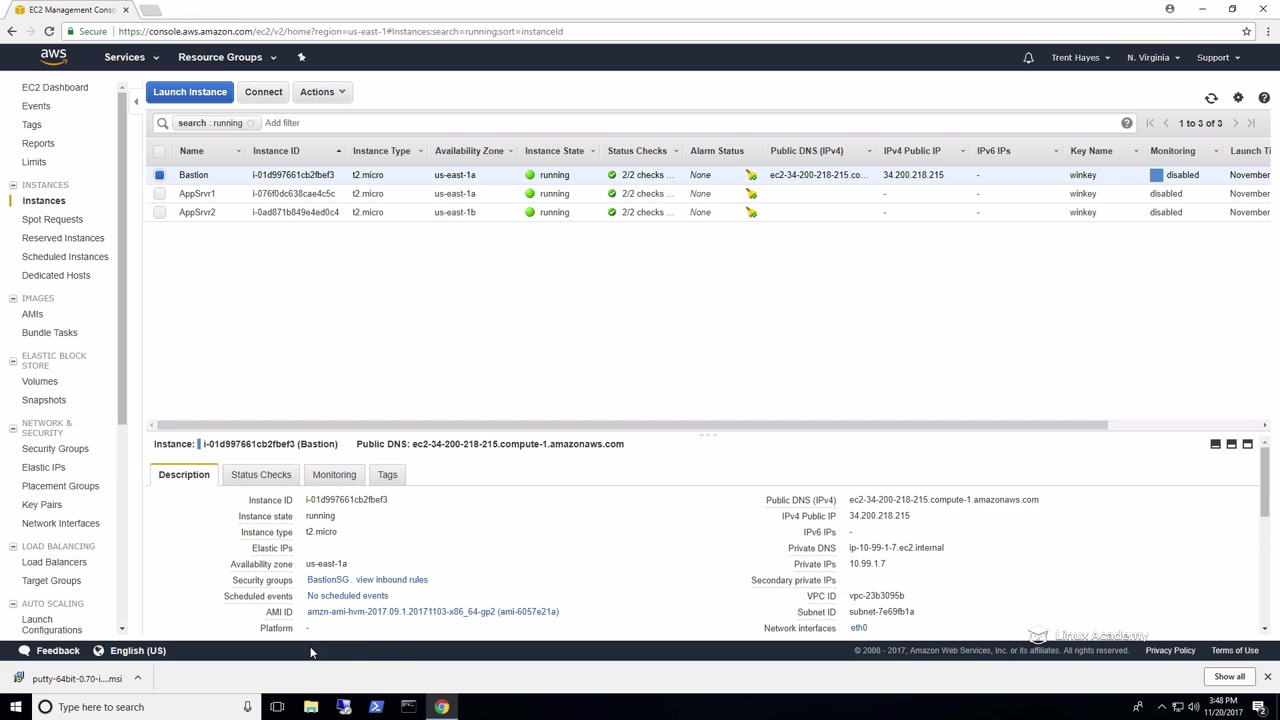 EC2 Management Cons
Secure https://console.aws.amazon.com/ec2/v2/home?region=us-east-1#Instances:search=running;sort=instanceId
aws Services Resource Groups Trent Hayes N. Virginia Support
EC2 Dashboard
Events
Tags
Reports
Limits
INSTANCES
Instances
Spot Requests
Reserved Instances
Scheduled Instances
Dedicated Hosts
IMAGES
AMIs
Bundle Tasks
ELASTIC BLOCK
STORE
Volumes
Snapshots
NETWORK &
SECURITY
Security Groups
Elastic IPs
Placement Groups
Key Pairs
Network Interfaces
LOAD BALANCING
Load Balancers
Target Groups
AUTO SCALING
Launch
Configurations
Launch Instance Connect Actions
search : running Add filter 1 to 3 of 3
Name Instance ID Instance Type Availability Zone Instance State Status Checks Alarm Status Public DNS (IPv4) IPv4 Public IP IPv6 IPs Key Name Monitoring Launch Ti
Bastion i-01d997661cb2fbef3 t2.micro us-east-1a running 2/2 checks ... None ec2-34-200-218-215.co... 34.200.218.215 - winkey disabled November
AppSrvr1 i-076f0dc638cae4c5c t2.micro us-east-1a running 2/2 checks ... None - - winkey disabled November
AppSrvr2 i-0ad871b849e4ed0c4 t2.micro us-east-1b running 2/2 checks ... None - - winkey disabled November
Instance: i-01d997661cb2fbef3 (Bastion) Public DNS: ec2-34-200-218-215.compute-1.amazonaws.com
Description Status Checks Monitoring Tags
Instance ID i-01d997661cb2fbef3 Public DNS (IPv4) ec2-34-200-218-215.compute-1.amazonaws.com
Instance state running IPv4 Public IP 34.200.218.215
Instance type t2.micro IPv6 IPs -
Elastic IPs Private DNS ip-10-99-1-7.ec2.internal
Availability zone us-east-1a Private IPs 10.99.1.7
Security groups BastionSG . view inbound rules Secondary private IPs
Scheduled events No scheduled events VPC ID vpc-23b3095b
AMI ID amzn-ami-hvm-2017.09.1.20171103-x86_64-gp2 (ami-6057e21a) Subnet ID subnet-7e69fb1a
Platform - Network interfaces eth0
Linux Academy
Feedback English (US) © 2008 - 2017, Amazon Web Services, Inc. or its affiliates. All rights reserved. Privacy Policy Terms of Use
putty-64bit-0.70-i....msi Show all
Type here to search 3:48 PM
11/20/2017 2